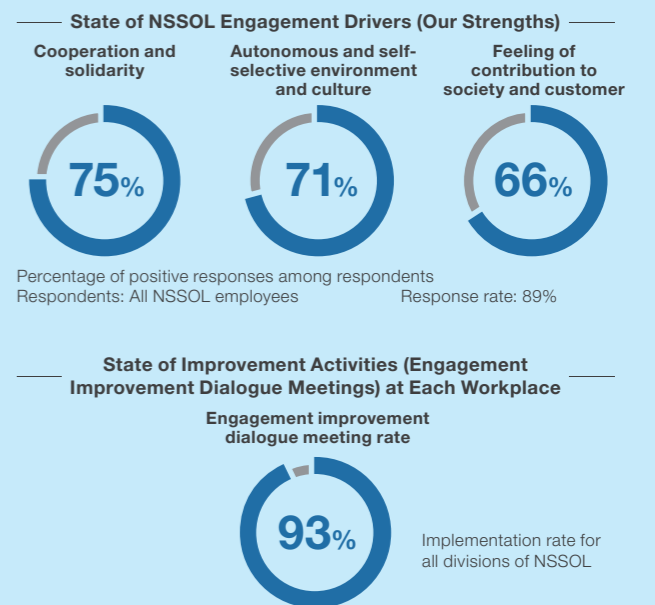 State of NSSOL Engagement Drivers (Our Strengths)
Cooperation and
solidarity
75%
Autonomous and self-
selective environment
and culture
71%
Feeling of
contribution to
society and customer
66%
Percentage of positive responses among respondents
Respondents: All NSSOL employees Response rate: 89%
State of Improvement Activities (Engagement
Improvement Dialogue Meetings) at Each Workplace
Engagement improvement
dialogue meeting rate
93%
Implementation rate for
all divisions of NSSOL